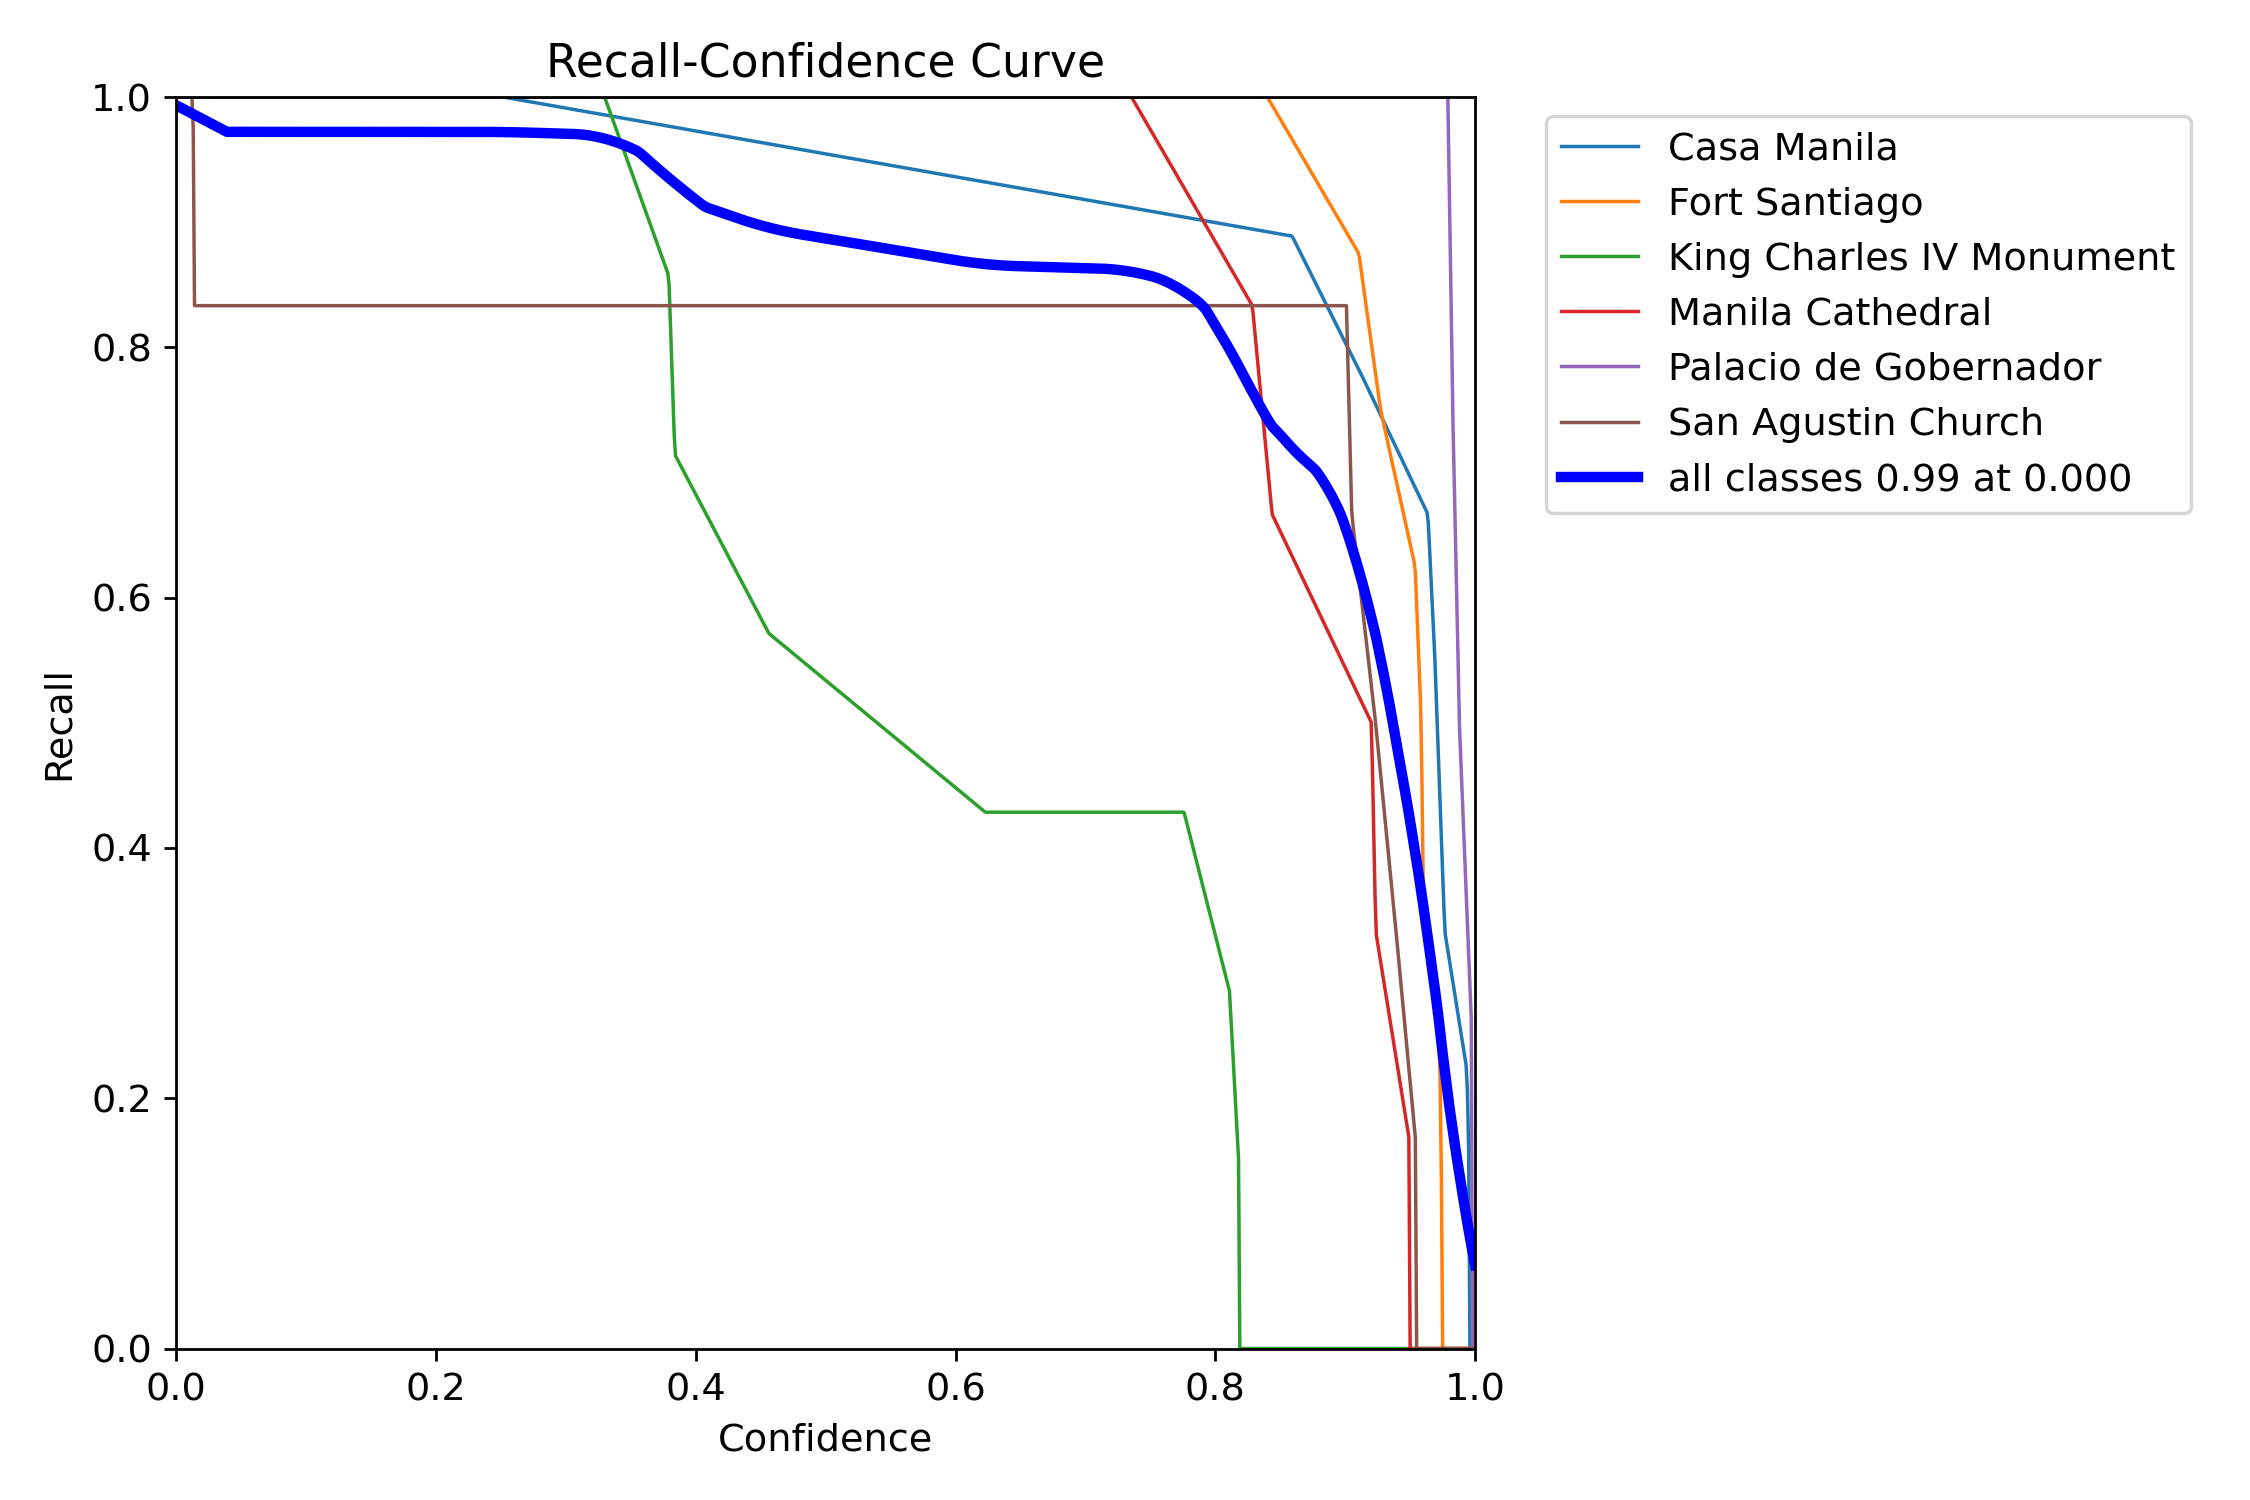 Recall-Confidence Curve
1.0
0.8
0.6
0.4
0.2
0.0
Recall
0.0 0.2 0.4 0.6 0.8 1.0
Confidence
Casa Manila
Fort Santiago
King Charles IV Monument
Manila Cathedral
Palacio de Gobernador
San Agustin Church
all classes 0.99 at 0.000